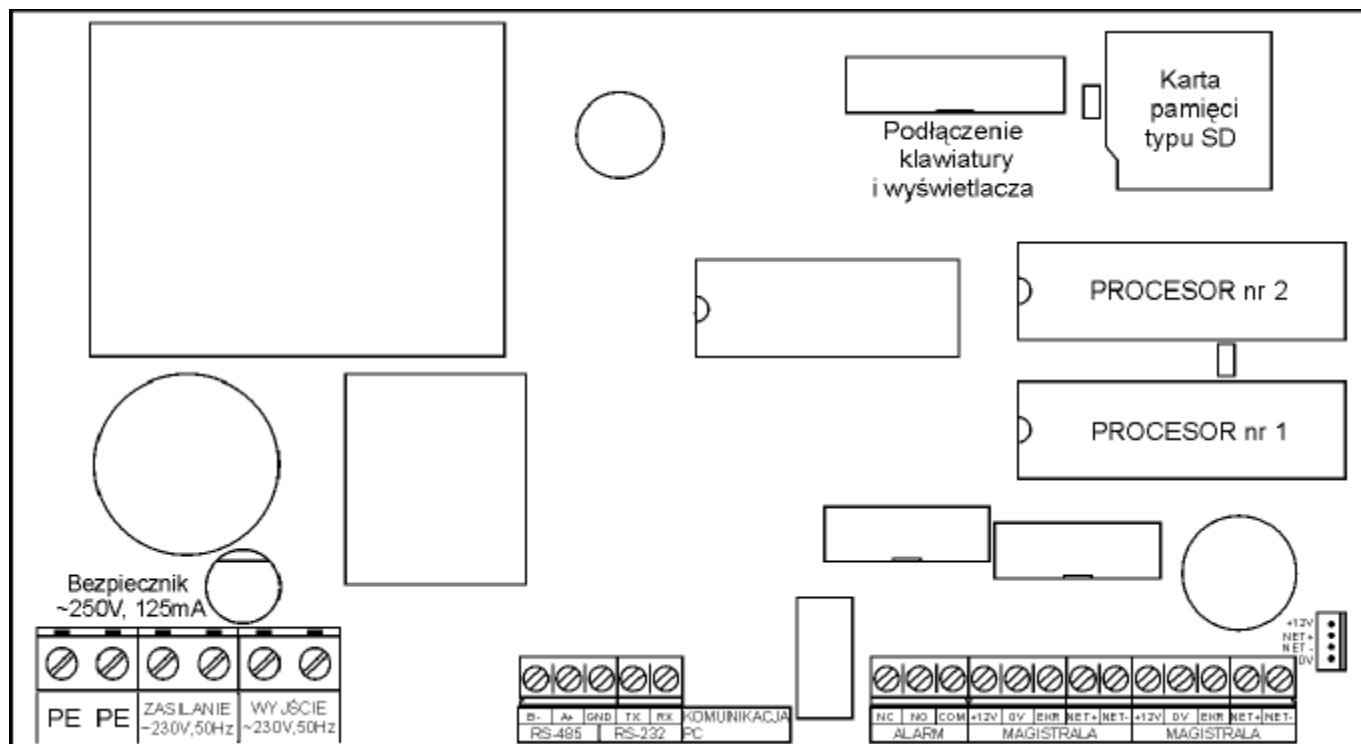 Karta
pamięci
typu SD
Podłączenie
klawiatury
i wyświetlacza
PROCESOR nr 2
PROCESOR nr 1
Bezpiecznik
~250V, 125mA
+12V
NET+
NET -
0V
PE PE
ZASILANIE
~230V,50Hz
WYJŚCIE
~230V,50Hz
B- A+ GND TX RX
RS-485 RS-232
KOMUNIKACJA
PC
NC NO COM +12V 0V EKR NET+ NET- +12V 0V EKR NET+ NET-
ALARM MAGISTRALA MAGISTRALA